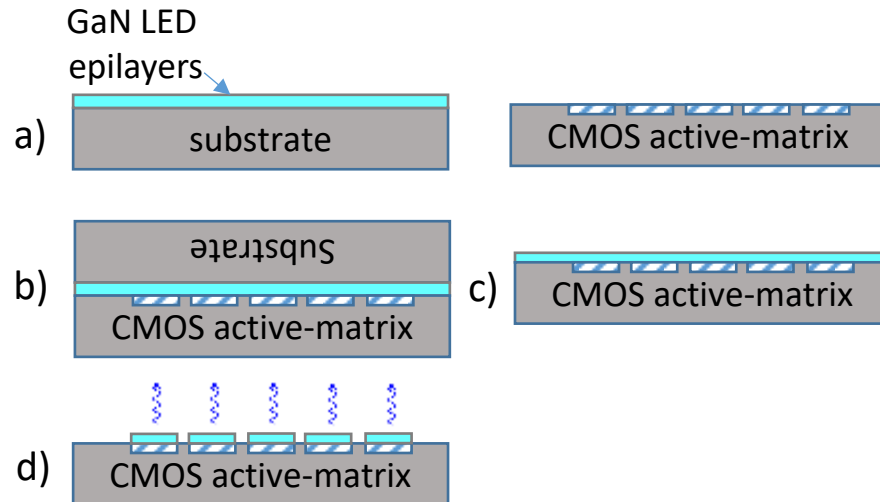 GaN LED
epilayers
a)
substrate
CMOS active-matrix
b)
Substrate
CMOS active-matrix
c)
CMOS active-matrix
d)
CMOS active-matrix